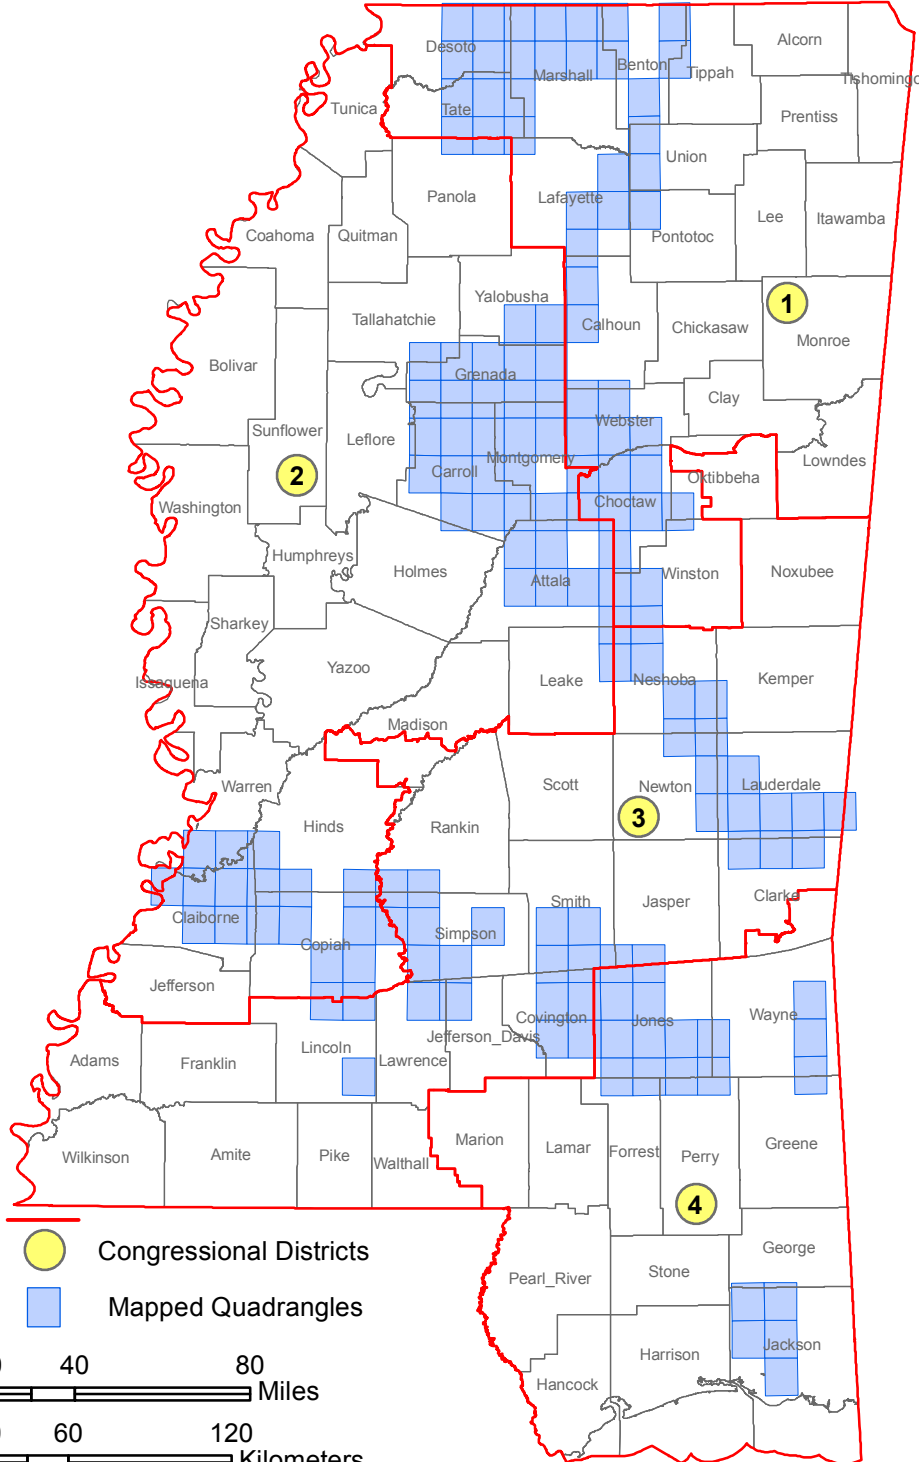 Alcorn
Desoto
Benton
Tippah
Marshall
Tishomingo
Tunica
Tate
Prentiss
Union
Panola
Lafayette
Lee
Itawamba
Coahoma
Quitman
Pontotoc
Yalobusha
1
Tallahatchie
Calhoun
Chickasaw
Monroe
Bolivar
Grenada
Clay
Webster
Sunflower
Leflore
Montgomery
Lowndes
Carroll
2
Oktibbeha
Choctaw
Washington
Humphreys
Holmes
Attala
Winston
Noxubee
Sharkey
Yazoo
Issaquena
Leake
Neshoba
Kemper
Madison
Warren
Scott
Newton
Lauderdale
Hinds
Rankin
3
Smith
Jasper
Clarke
Claiborne
Copiah
Simpson
Jefferson
Covington
Jones
Wayne
Jefferson_Davis
Adams
Franklin
Lincoln
Lawrence
Marion
Lamar
Forrest
Perry
Greene
Wilkinson
Amite
Pike
Walthall
4
Congressional Districts
George
Pearl_River
Stone
Mapped Quadrangles
Jackson
Harrison
Hancock
0 40 80
Miles
0 60 120
Kilometers